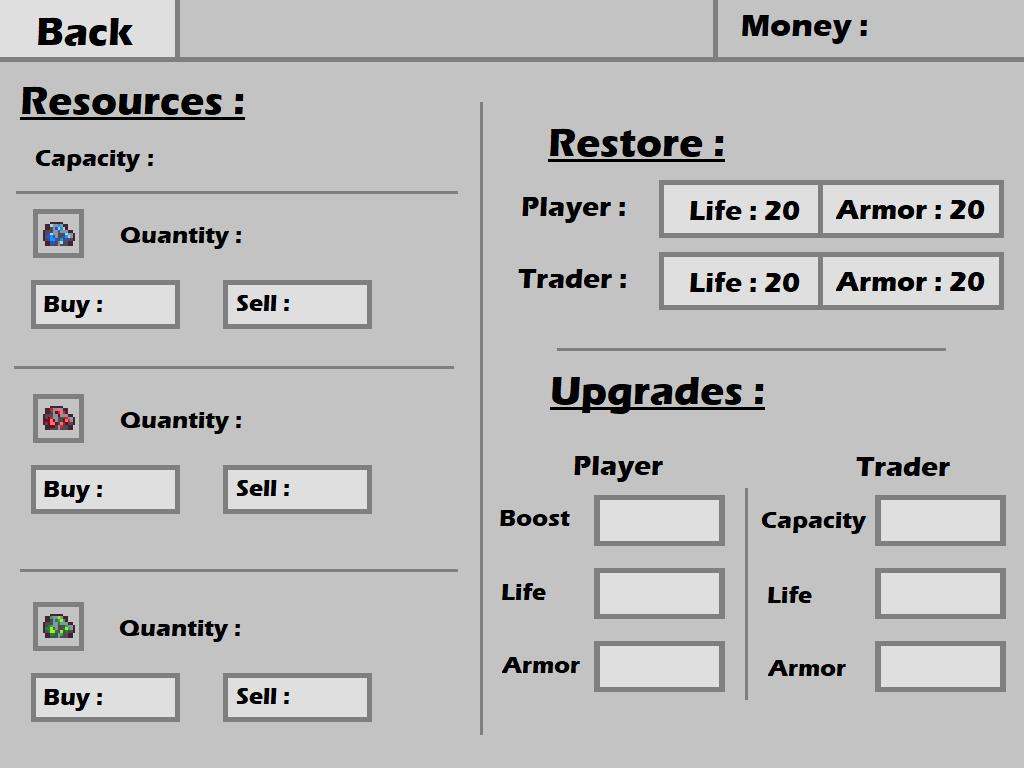 Back
Money :
Resources :
Capacity :
Quantity :
Buy :
Sell :
Quantity :
Buy :
Sell :
Quantity :
Buy :
Sell :
Restore :
Player :
Life : 20
Armor : 20
Trader :
Life : 20
Armor : 20
Upgrades :
Player
Boost
Life
Armor
Trader
Capacity
Life
Armor